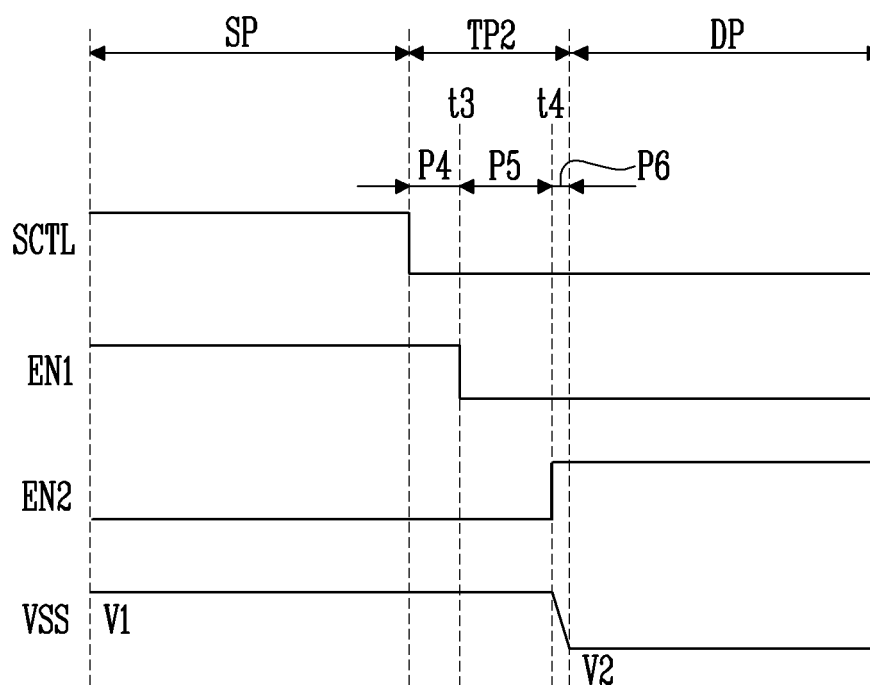 SP TP2 DP
t3 t4
P4 P5 P6
SCTL
EN1
EN2
VSS V1
V2